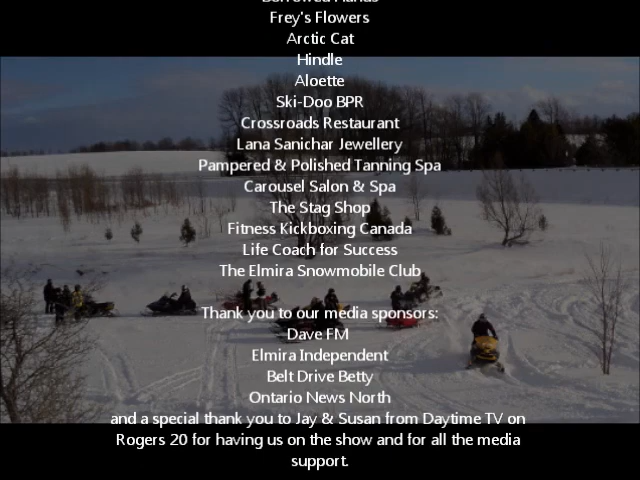 Frey's Flowers
Arctic Cat
Hindle
Aloette
Ski-Doo BPR
Crossroads Restaurant
Lana Sanichar Jewellery
Pampered & Polished Tanning Spa
Carousel Salon & Spa
The Stag Shop
Fitness Kickboxing Canada
Life Coach for Success
The Elmira Snowmobile Club
Thank you to our media sponsors:
Dave FM
Elmira Independent
Belt Drive Betty
Ontario News North
and a special thank you to Jay & Susan from Daytime TV on
Rogers 20 for having us on the show and for all the media
support.